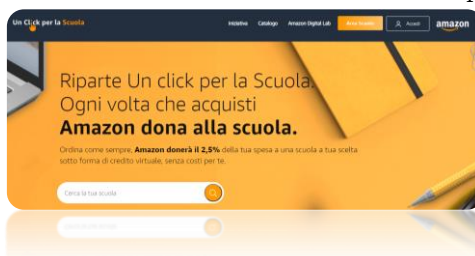 Un Click per la Scuola
Iniziativa Catalogo Amazon Digital Lab Area Scuole Accedi amazon
Riparte Un click per la Scuola.
Ogni volta che acquisti
Amazon dona alla scuola.
Ordina come sempre, Amazon donerà il 2,5% della tua spesa a una scuola a tua scelta
sotto forma di credito virtuale, senza costi per te.
Cerca la tua scuola